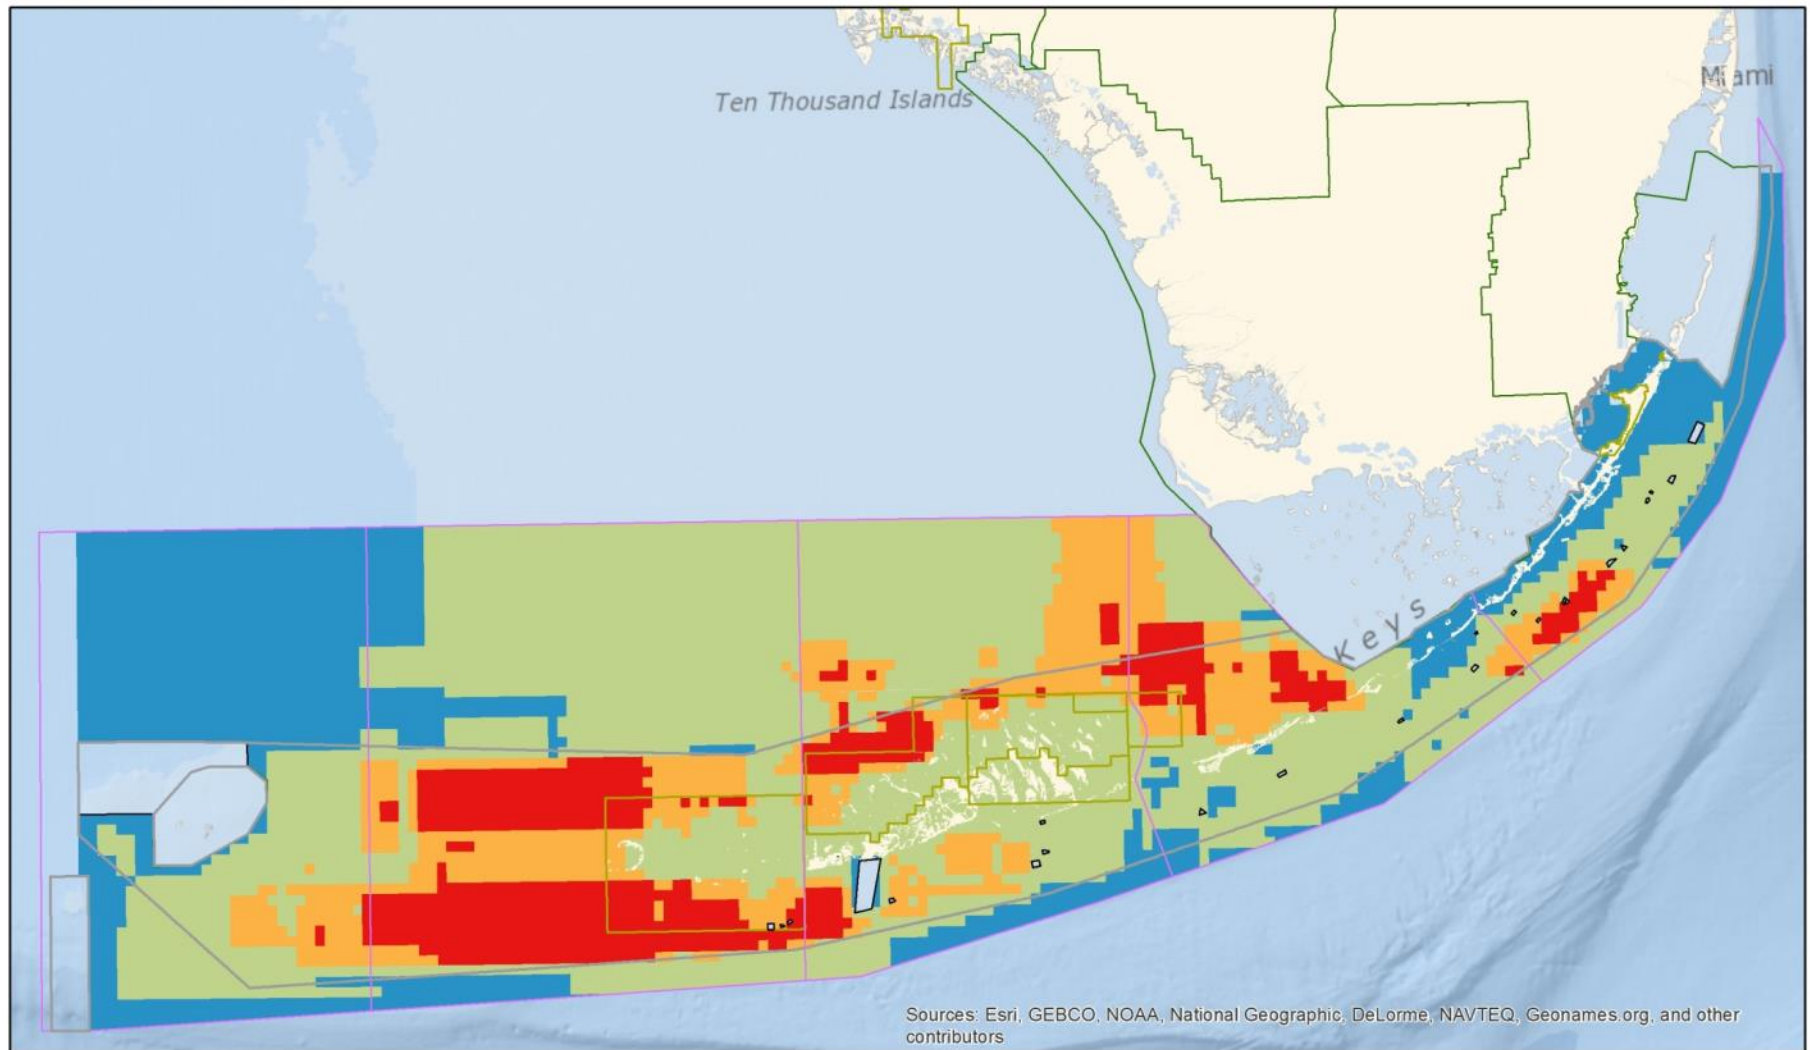 Ten Thousand Islands
Miami
Keys
Sources: Esri, GEBCO, NOAA, National Geographic, DeLorme, NAVTEQ, Geonames.org, and other
contributors